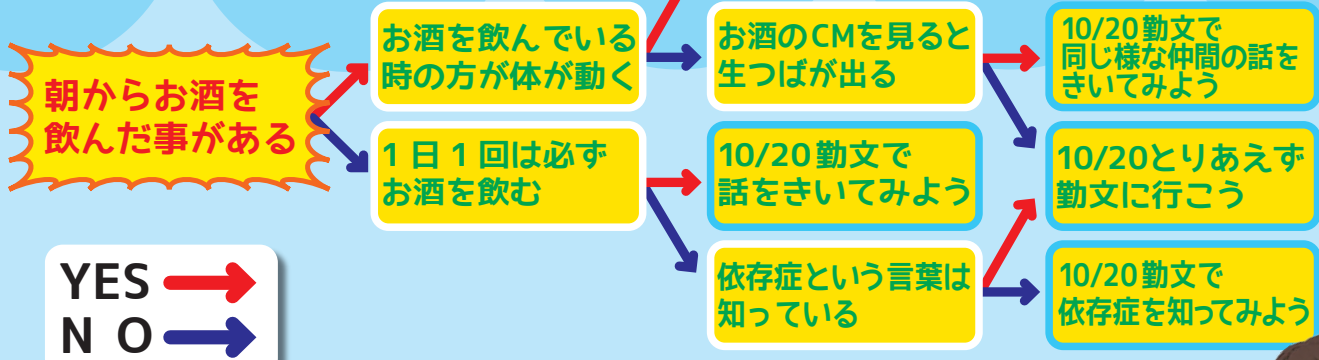 朝からお酒を
飲んだ事がある
お酒を飲んでいる
時の方が体が動く
お酒のCMを見ると
生つばが出る
10/20勤文で
同じ様な仲間の話を
きいてみよう
1日1回は必ず
お酒を飲む
10/20勤文で
話をきいてみよう
10/20とりあえず
勤文に行こう
依存症という言葉は
知っている
10/20勤文で
依存症を知ってみよう
YES
NO